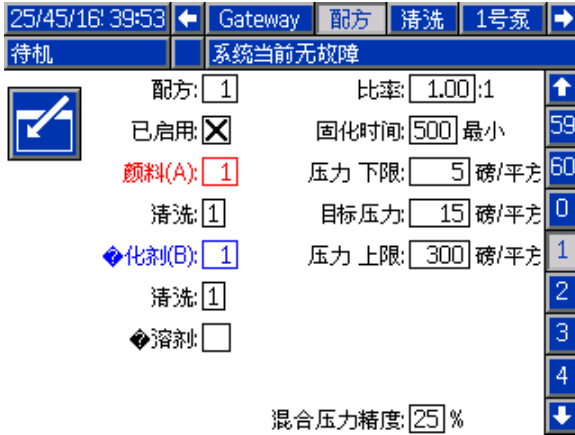 25/45/16! 39:53 Gateway 配方 清洗 1号泵
待机 系统当前无故障
配方: 1 比率: 1.00 :1
已启用: 固化时间: 500 最小
颜料(A): 1 压力 下限: 5 磅/平方
清洗: 1 目标压力: 15 磅/平方
�化剂(B): 1 压力 上限: 300 磅/平方
清洗: 1
�溶剂:
混合压力精度: 25 %
59
60
0
1
2
3
4